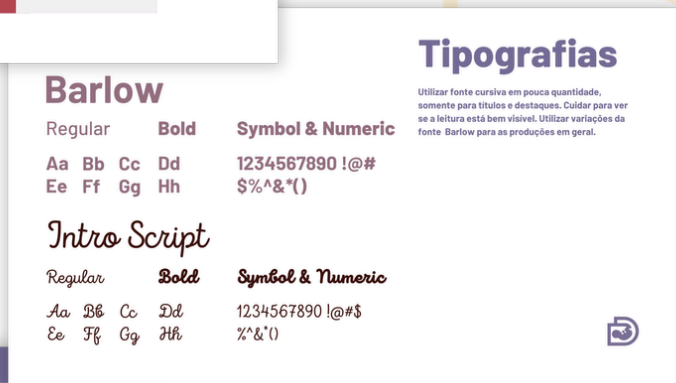 Tipografias
Utilizar fonte cursiva em pouca quantidade,
somente para títulos e destaques. Cuidar para ver
se a leitura está bem visível. Utilizar variações da
fonte Barlow para as produções em geral.
Barlow
Regular Bold Symbol & Numeric
Aa Bb Cc Dd 1234567890 !@#
Ee Ff Gg Hh $%^&*()
Intro Script
Regular Bold Symbol & Numeric
Aa Bb Cc Dd 1234567890 !@#$
Ee Ff Gg Hh %^&*()